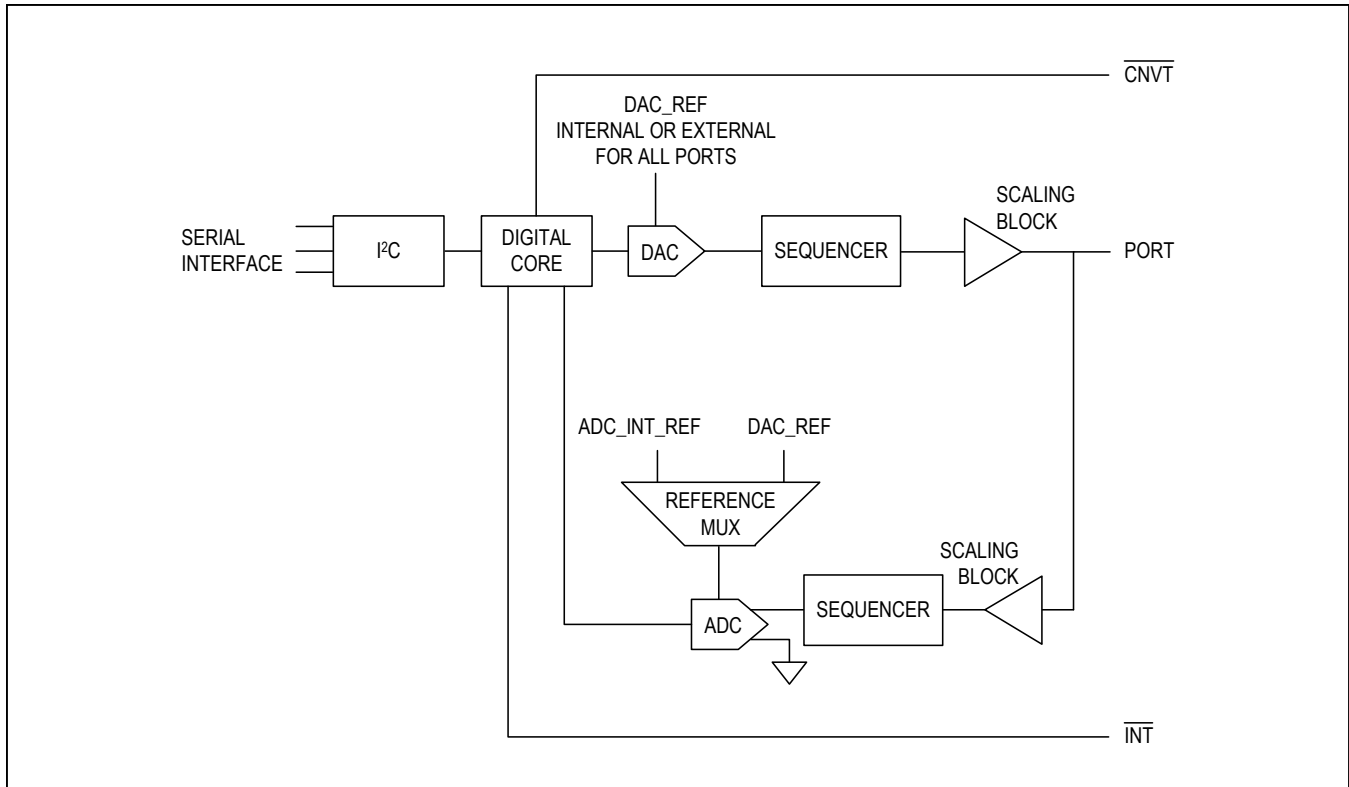 CNVT
DAC_REF
INTERNAL OR EXTERNAL
FOR ALL PORTS
SCALING
BLOCK
SERIAL
INTERFACE
I²C
DIGITAL
CORE
DAC
SEQUENCER
PORT
ADC_INT_REF
DAC_REF
REFERENCE
MUX
SCALING
BLOCK
ADC
SEQUENCER
INT